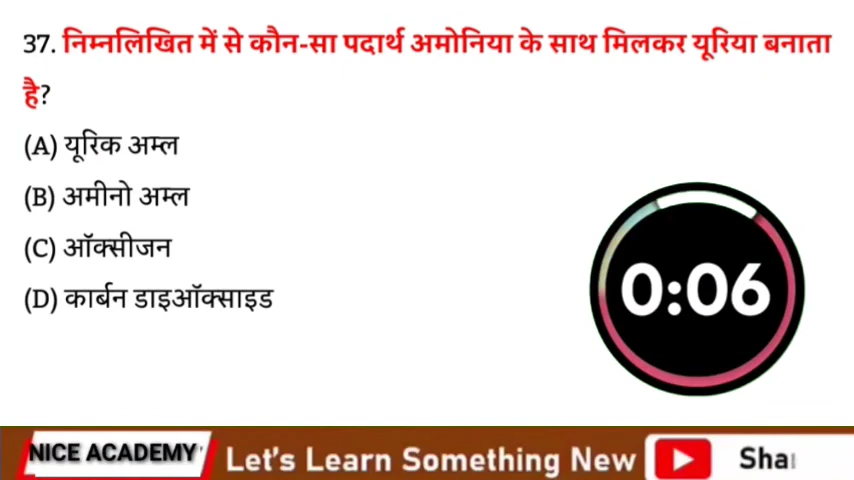 37. निम्नलिखित में से कौन-सा पदार्थ अमोनिया के साथ मिलकर यूरिया बनाता
है?
(A) यूरिक अम्ल
(B) अमीनो अम्ल
(C) ऑक्सीजन
(D) कार्बन डाइऑक्साइड
0:06
NICE ACADEMY Let's Learn Something New